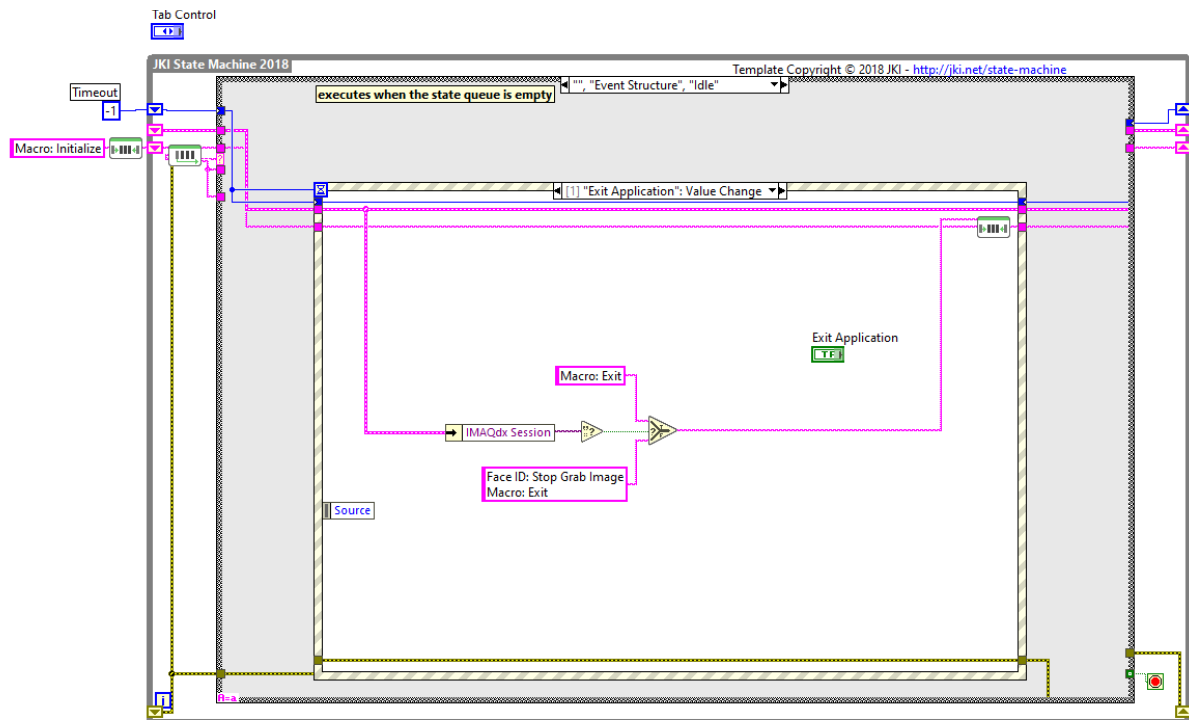 Tab Control
JKI State Machine 2018
Template Copyright © 2018 JKI - http://jki.net/state-machine
"", "Event Structure", "Idle"
executes when the state queue is empty
Timeout
-1
Macro: Initialize
?
[1] "Exit Application": Value Change
Exit Application
TF
Macro: Exit
IMAQdx Session
?
?
Face ID: Stop Grab Image
Macro: Exit
Source
A=a
i